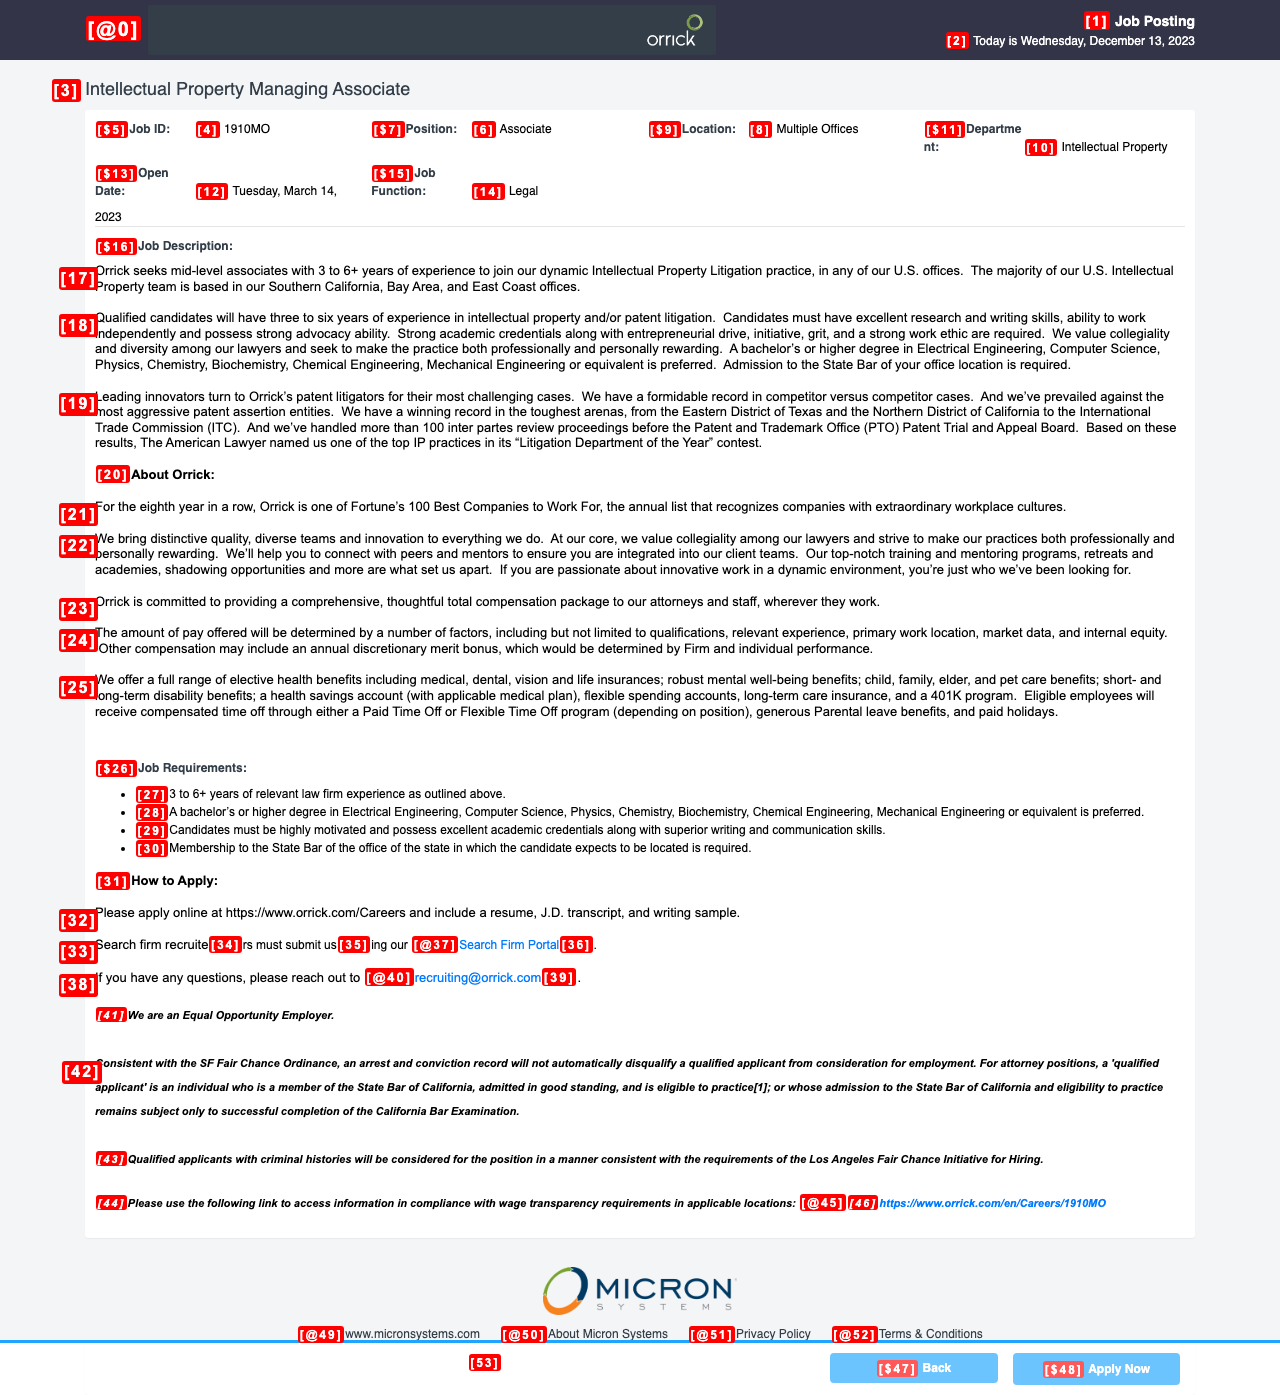 [@0] orrick [1] Job Posting
[2] Today is Wednesday, December 13, 2023
[3] Intellectual Property Managing Associate
[$5] Job ID: [4] 1910MO [$7] Position: [6] Associate [$9] Location: [8] Multiple Offices [$11] Departme
nt: [10] Intellectual Property
[$13] Open [$15] Job
Date: [12] Tuesday, March 14, Function: [14] Legal
2023
[$16] Job Description:
[17] Orrick seeks mid-level associates with 3 to 6+ years of experience to join our dynamic Intellectual Property Litigation practice, in any of our U.S. offices. The majority of our U.S. Intellectual
Property team is based in our Southern California, Bay Area, and East Coast offices.
[18] Qualified candidates will have three to six years of experience in intellectual property and/or patent litigation. Candidates must have excellent research and writing skills, ability to work
independently and possess strong advocacy ability. Strong academic credentials along with entrepreneurial drive, initiative, grit, and a strong work ethic are required. We value collegiality
and diversity among our lawyers and seek to make the practice both professionally and personally rewarding. A bachelor's or higher degree in Electrical Engineering, Computer Science,
Physics, Chemistry, Biochemistry, Chemical Engineering, Mechanical Engineering or equivalent is preferred. Admission to the State Bar of your office location is required.
[19] Leading innovators turn to Orrick's patent litigators for their most challenging cases. We have a formidable record in competitor versus competitor cases. And we've prevailed against the
most aggressive patent assertion entities. We have a winning record in the toughest arenas, from the Eastern District of Texas and the Northern District of California to the International
Trade Commission (ITC). And we've handled more than 100 inter partes review proceedings before the Patent and Trademark Office (PTO) Patent Trial and Appeal Board. Based on these
results, The American Lawyer named us one of the top IP practices in its “Litigation Department of the Year” contest.
[20] About Orrick:
[21] For the eighth year in a row, Orrick is one of Fortune's 100 Best Companies to Work For, the annual list that recognizes companies with extraordinary workplace cultures.
[22] We bring distinctive quality, diverse teams and innovation to everything we do. At our core, we value collegiality among our lawyers and strive to make our practices both professionally and
personally rewarding. We'll help you to connect with peers and mentors to ensure you are integrated into our client teams. Our top-notch training and mentoring programs, retreats and
academies, shadowing opportunities and more are what set us apart. If you are passionate about innovative work in a dynamic environment, you're just who we've been looking for.
[23] Orrick is committed to providing a comprehensive, thoughtful total compensation package to our attorneys and staff, wherever they work.
[24] The amount of pay offered will be determined by a number of factors, including but not limited to qualifications, relevant experience, primary work location, market data, and internal equity.
Other compensation may include an annual discretionary merit bonus, which would be determined by Firm and individual performance.
[25] We offer a full range of elective health benefits including medical, dental, vision and life insurances; robust mental well-being benefits; child, family, elder, and pet care benefits; short- and
long-term disability benefits; a health savings account (with applicable medical plan), flexible spending accounts, long-term care insurance, and a 401K program. Eligible employees will
receive compensated time off through either a Paid Time Off or Flexible Time Off program (depending on position), generous Parental leave benefits, and paid holidays.
[$26] Job Requirements:
• [27] 3 to 6+ years of relevant law firm experience as outlined above.
• [28] A bachelor's or higher degree in Electrical Engineering, Computer Science, Physics, Chemistry, Biochemistry, Chemical Engineering, Mechanical Engineering or equivalent is preferred.
• [29] Candidates must be highly motivated and possess excellent academic credentials along with superior writing and communication skills.
• [30] Membership to the State Bar of the office of the state in which the candidate expects to be located is required.
[31] How to Apply:
[32] Please apply online at https://www.orrick.com/Careers and include a resume, J.D. transcript, and writing sample.
[33] Search firm recruite[34]rs must submit us[35]ing our [@37]Search Firm Portal[36].
[38] If you have any questions, please reach out to [@40]recruiting@orrick.com[39].
[41] We are an Equal Opportunity Employer.
[42] Consistent with the SF Fair Chance Ordinance, an arrest and conviction record will not automatically disqualify a qualified applicant from consideration for employment. For attorney positions, a 'qualified
applicant' is an individual who is a member of the State Bar of California, admitted in good standing, and is eligible to practice[1]; or whose admission to the State Bar of California and eligibility to practice
remains subject only to successful completion of the California Bar Examination.
[43] Qualified applicants with criminal histories will be considered for the position in a manner consistent with the requirements of the Los Angeles Fair Chance Initiative for Hiring.
[44] Please use the following link to access information in compliance with wage transparency requirements in applicable locations: [@45] [46] https://www.orrick.com/en/Careers/1910MO
MICRON
SYSTEMS
[@49] www.micronsystems.com [@50] About Micron Systems [@51] Privacy Policy [@52] Terms & Conditions
[53] [$47] Back [$48] Apply Now